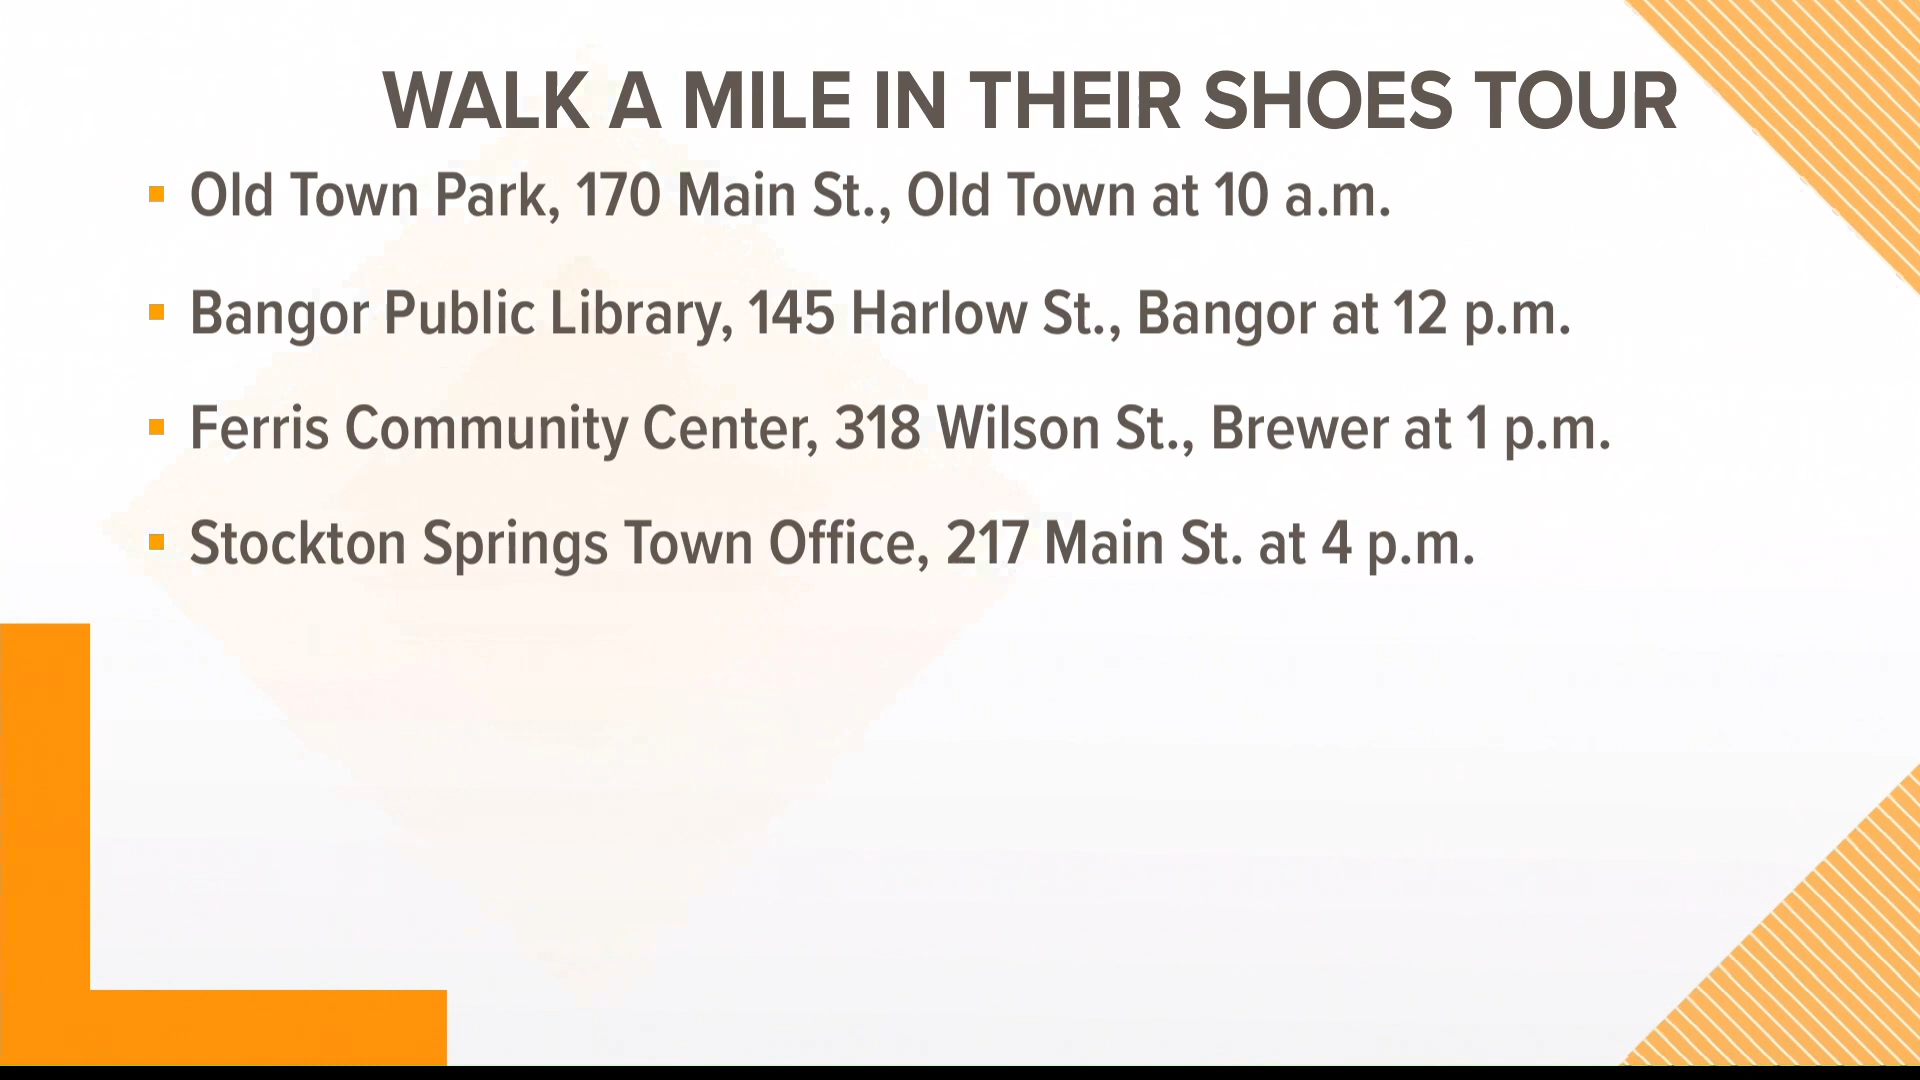 WALK A MILE IN THEIR SHOES TOUR
Old Town Park, 170 Main St., Old Town at 10 a.m.
Bangor Public Library, 145 Harlow St., Bangor at 12 p.m.
Ferris Community Center, 318 Wilson St., Brewer at 1 p.m.
Stockton Springs Town Office, 217 Main St. at 4 p.m.